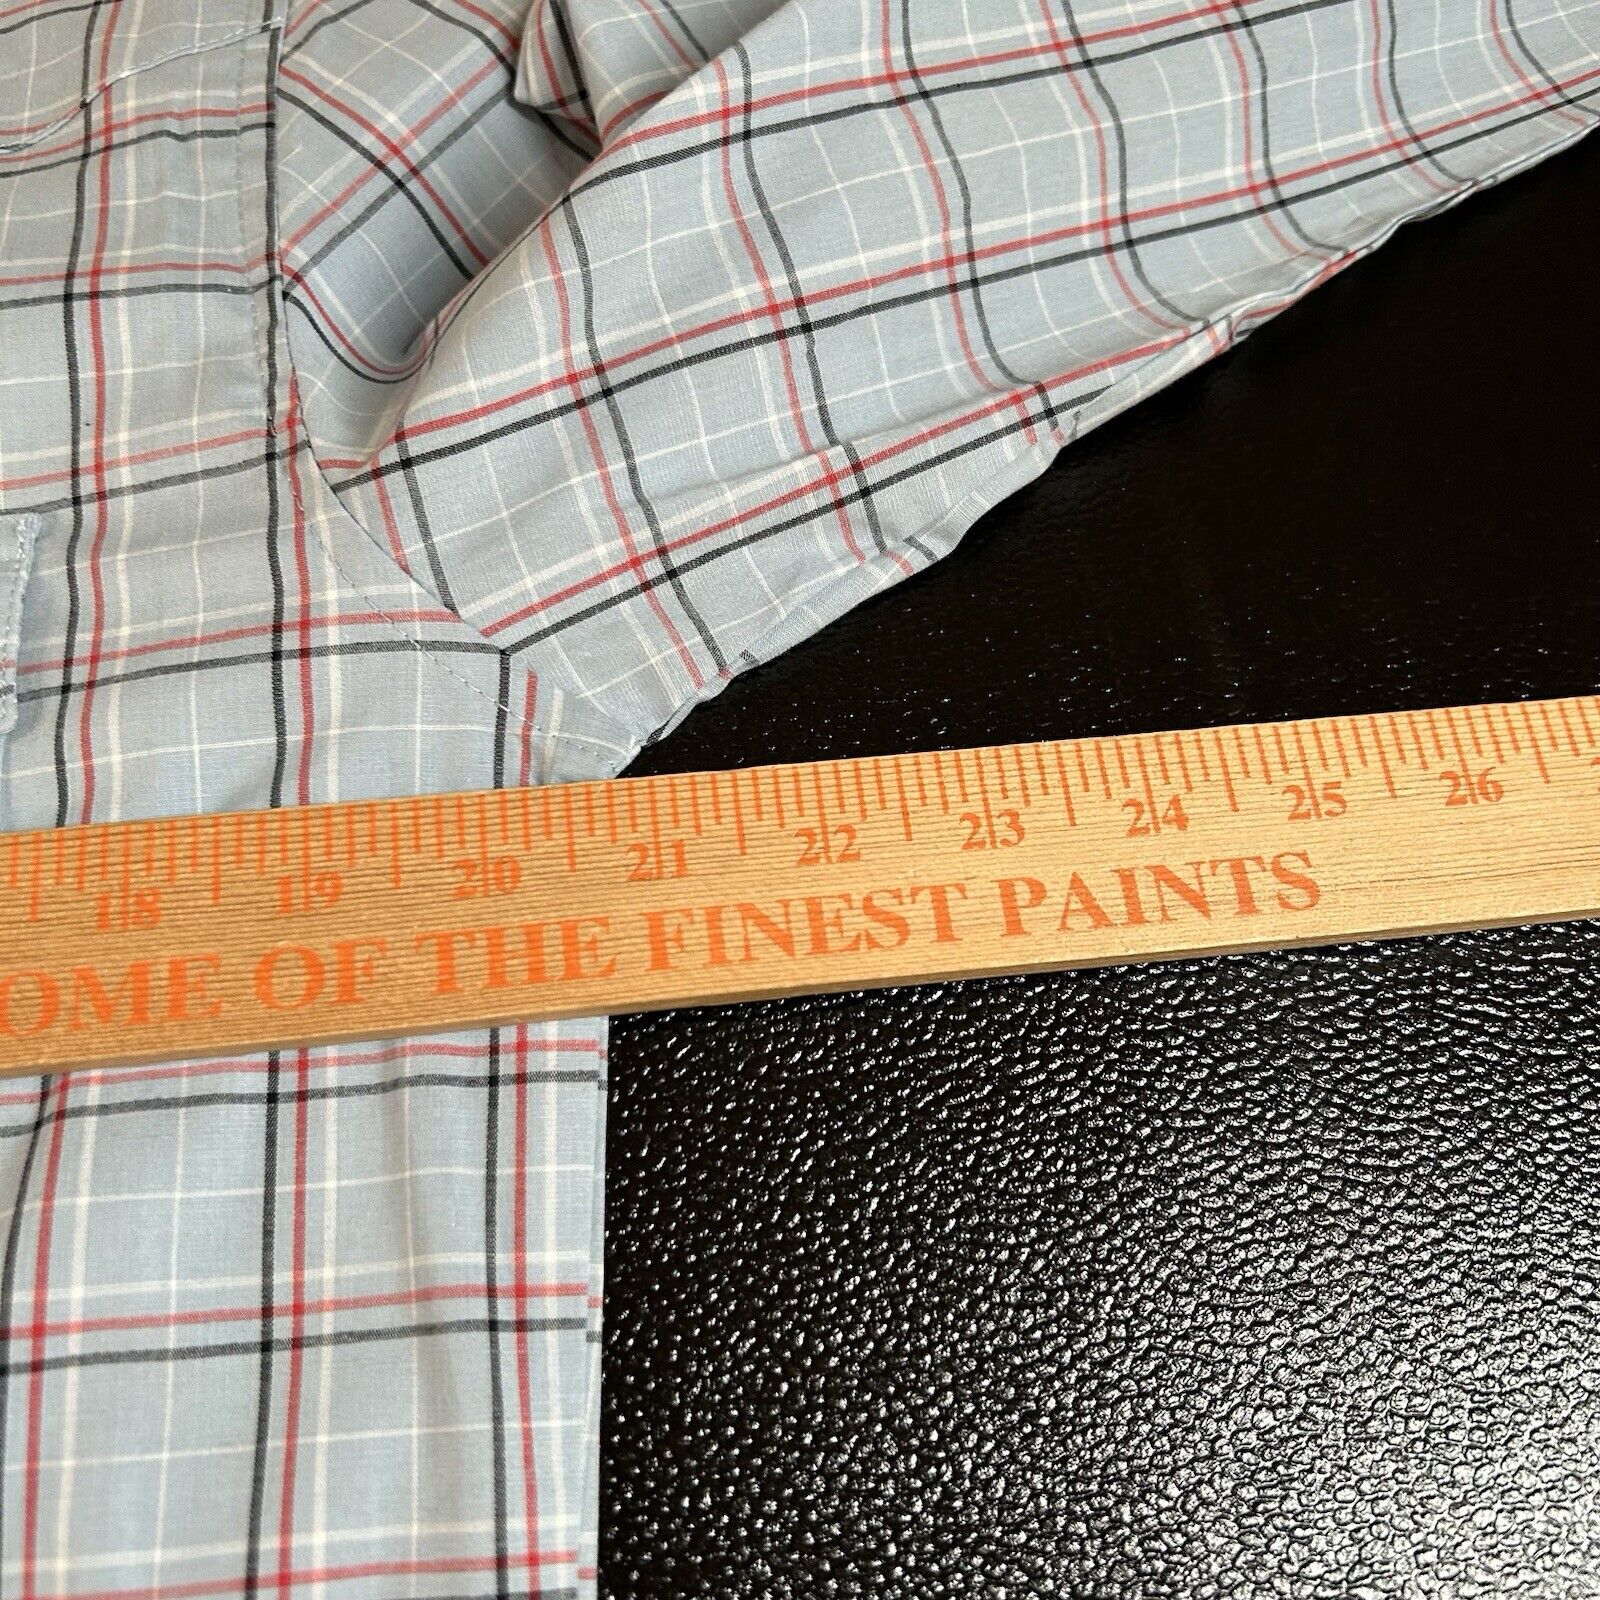 18 19 20 21 22 23 24 25 26
OME OF THE FINEST PAINTS